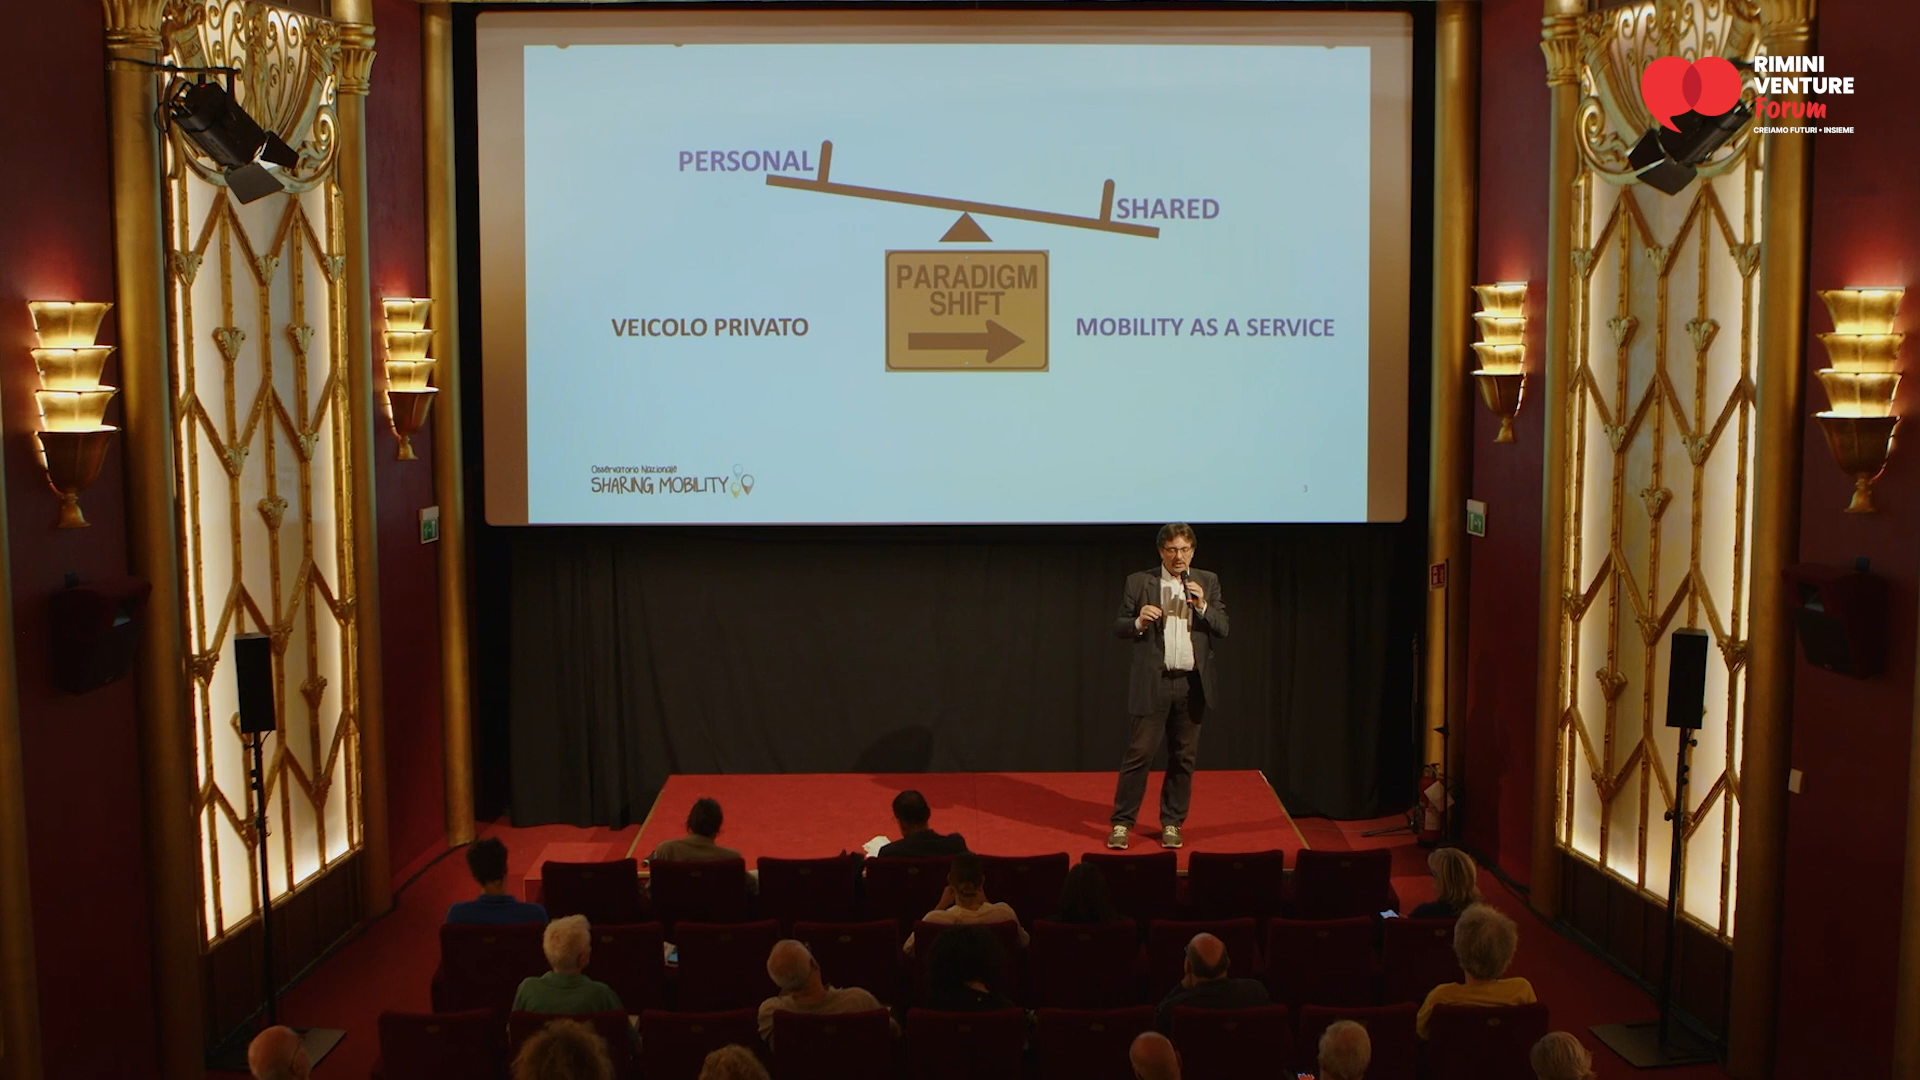 RIMINI
VENTURE
Forum
CREIAMO FUTURI • INSIEME
PERSONAL
SHARED
PARADIGM
SHIFT
VEICOLO PRIVATO
MOBILITY AS A SERVICE
Osservatorio Nazionale
SHARING MOBILITY
3